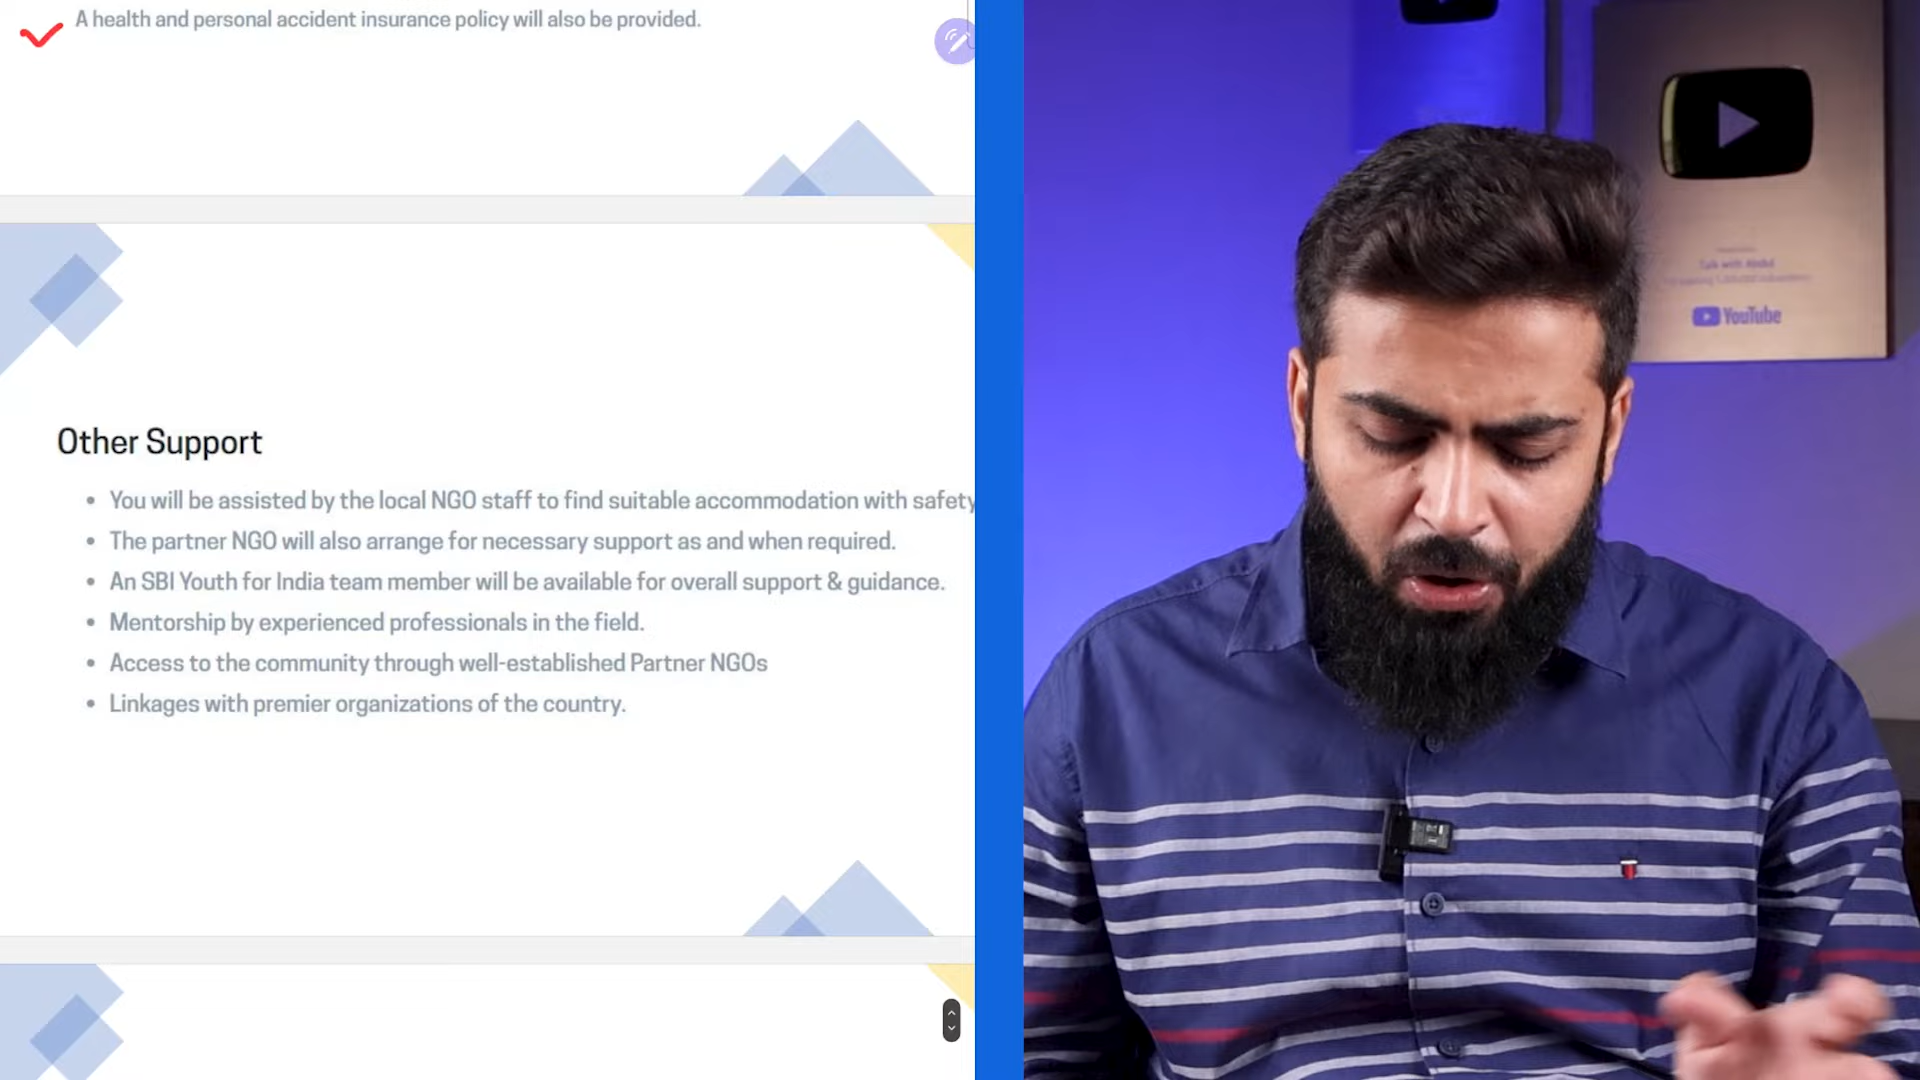 A health and personal accident insurance policy will also be provided.
Other Support
• You will be assisted by the local NGO staff to find suitable accommodation with safety
• The partner NGO will also arrange for necessary support as and when required.
• An SBI Youth for India team member will be available for overall support & guidance.
• Mentorship by experienced professionals in the field.
• Access to the community through well-established Partner NGOs
• Linkages with premier organizations of the country.
Talk with Abdul
YouTube